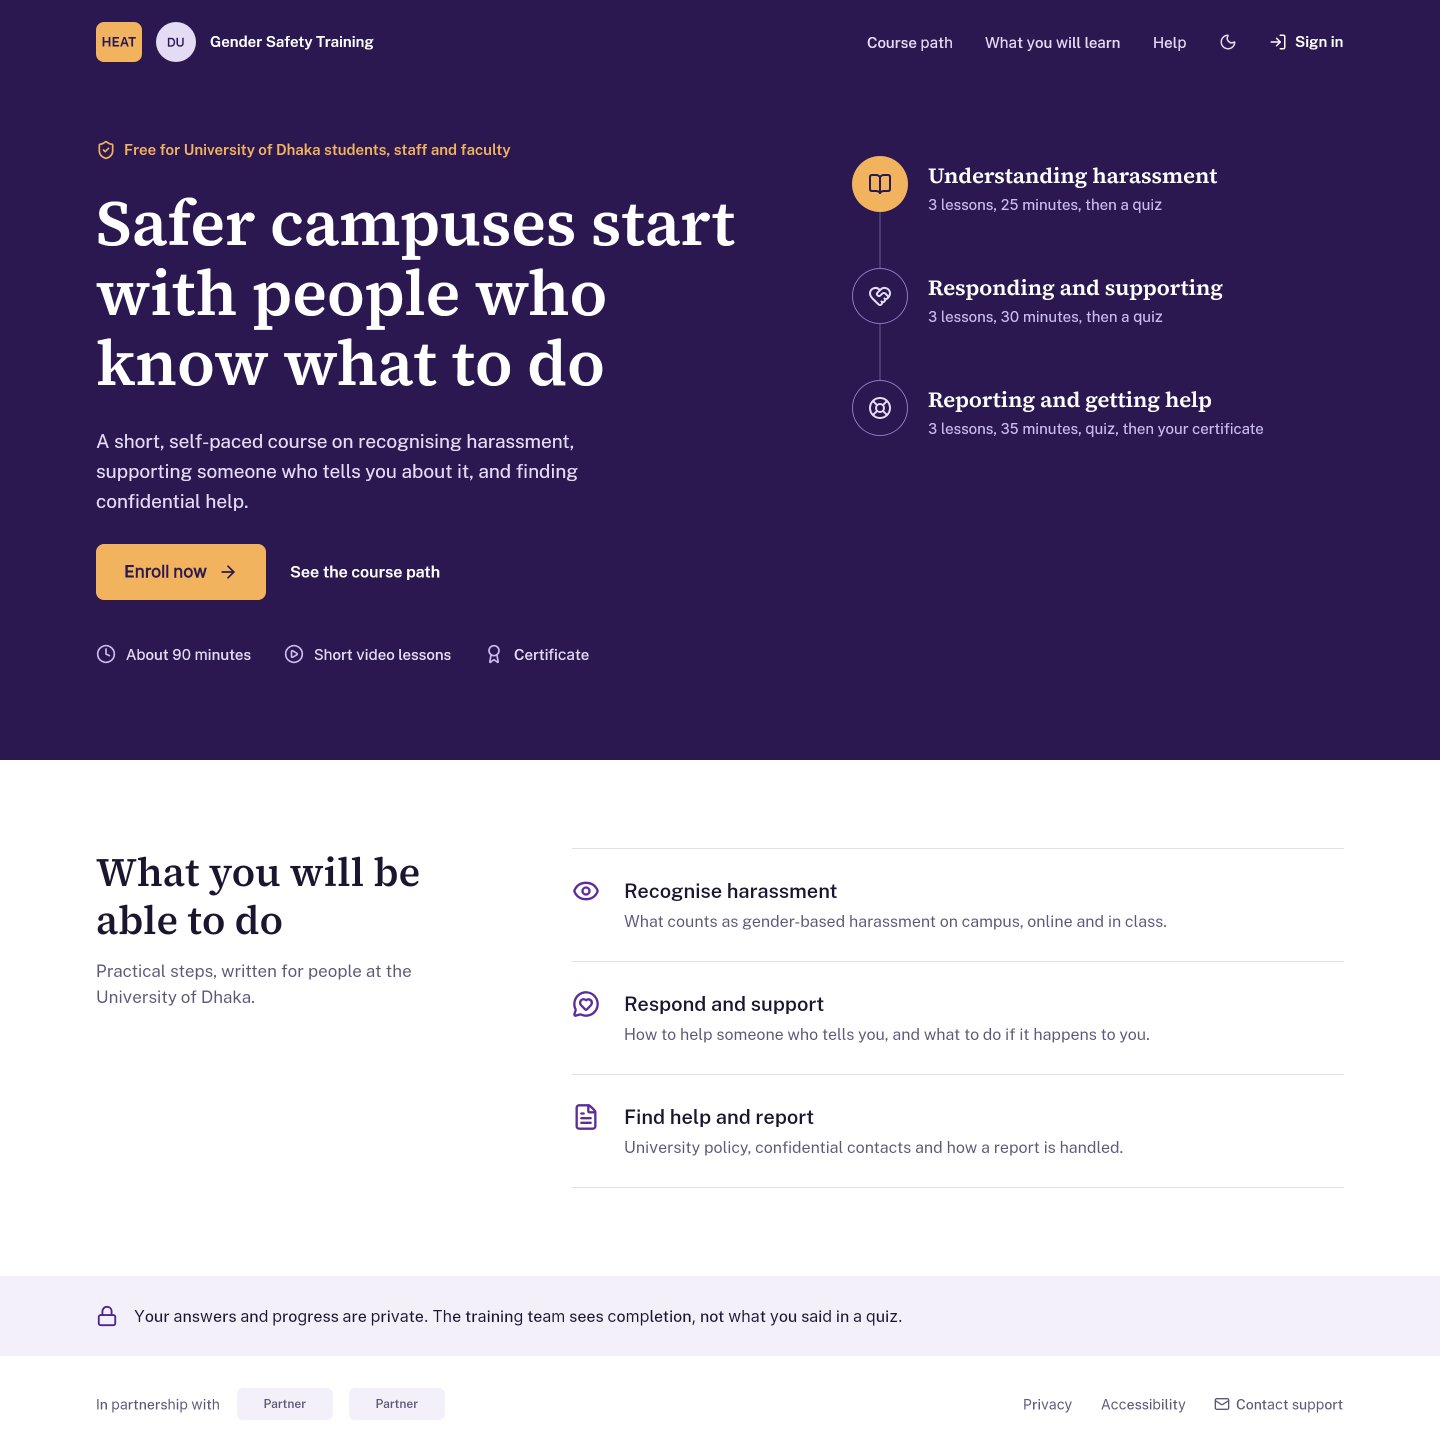 HEAT DU Gender Safety Training
Course path What you will learn Help Sign in
Free for University of Dhaka students, staff and faculty
Safer campuses start
with people who
know what to do
A short, self-paced course on recognising harassment,
supporting someone who tells you about it, and finding
confidential help.
Enroll now See the course path
About 90 minutes Short video lessons Certificate
Understanding harassment
3 lessons, 25 minutes, then a quiz
Responding and supporting
3 lessons, 30 minutes, then a quiz
Reporting and getting help
3 lessons, 35 minutes, quiz, then your certificate
What you will be
able to do
Practical steps, written for people at the
University of Dhaka.
Recognise harassment
What counts as gender-based harassment on campus, online and in class.
Respond and support
How to help someone who tells you, and what to do if it happens to you.
Find help and report
University policy, confidential contacts and how a report is handled.
Your answers and progress are private. The training team sees completion, not what you said in a quiz.
In partnership with Partner Partner
Privacy Accessibility Contact support